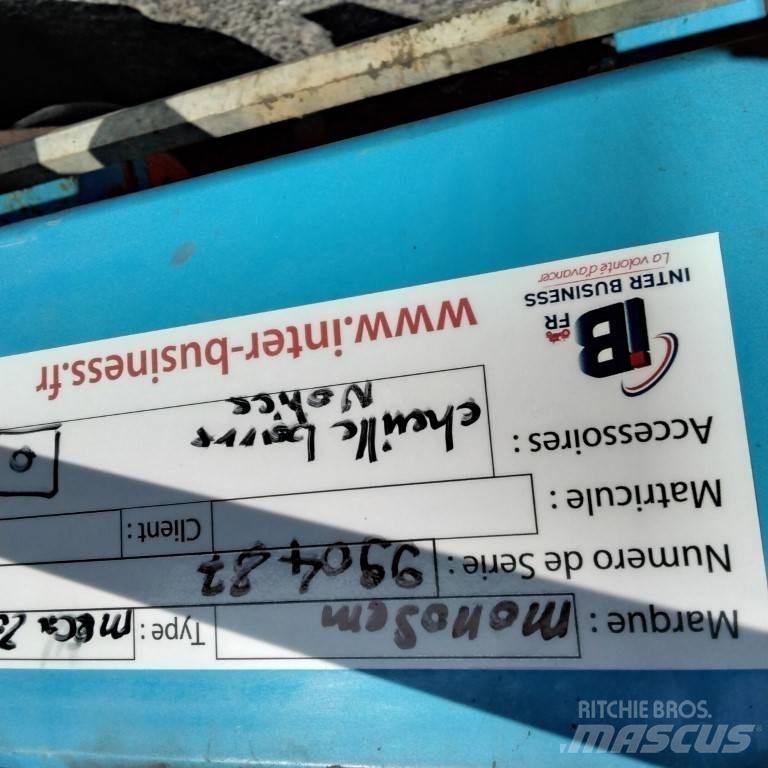 Marque : monosem Type : meca
Numero de Serie : 990487
Matricule : Client :
Accessoires : cheville barre
Notice
www.inter-business.fr
iB FR
INTER BUSINESS
La volonté d'avancer
RITCHIE BROS.
MASCUS